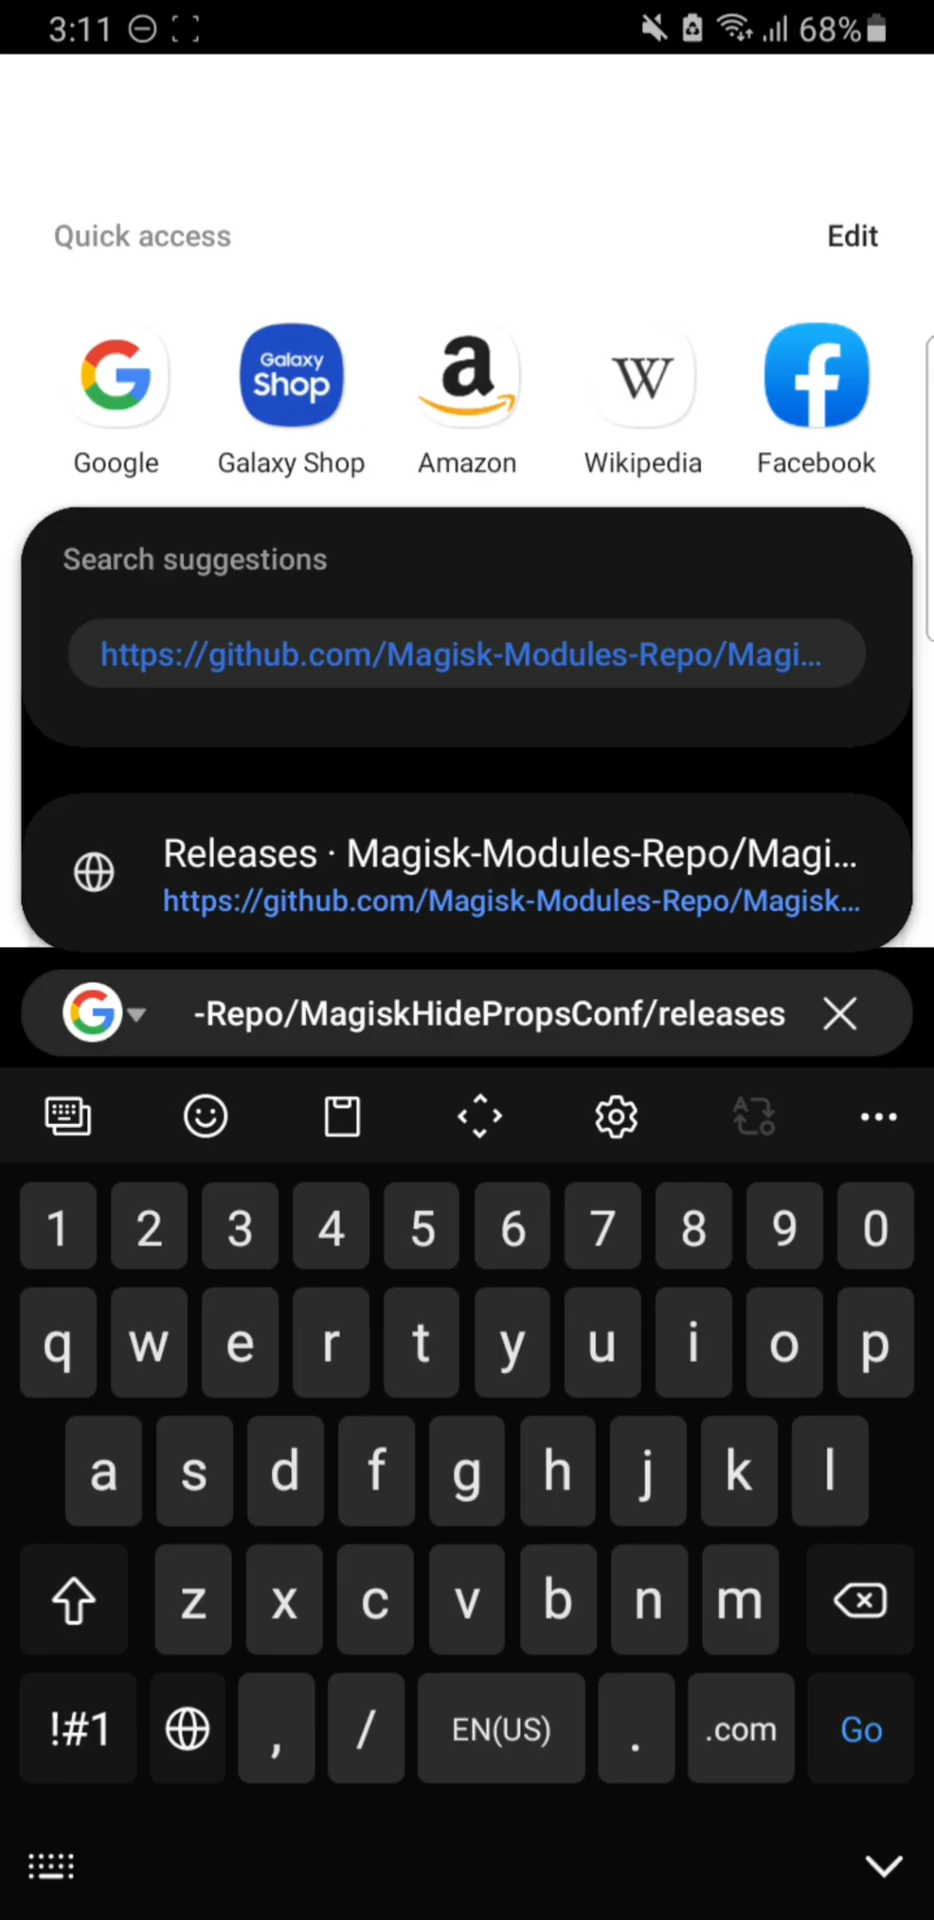 3:11
68%
Quick access
Edit
Galaxy
Shop
Google
Galaxy Shop
Amazon
Wikipedia
Facebook
Search suggestions
https://github.com/Magisk-Modules-Repo/Magi...
Releases · Magisk-Modules-Repo/Magi...
https://github.com/Magisk-Modules-Repo/Magisk...
-Repo/MagiskHidePropsConf/releases
1 2 3 4 5 6 7 8 9 0
q w e r t y u i o p
a s d f g h j k l
z x c v b n m
!#1 , / EN(US) . .com Go